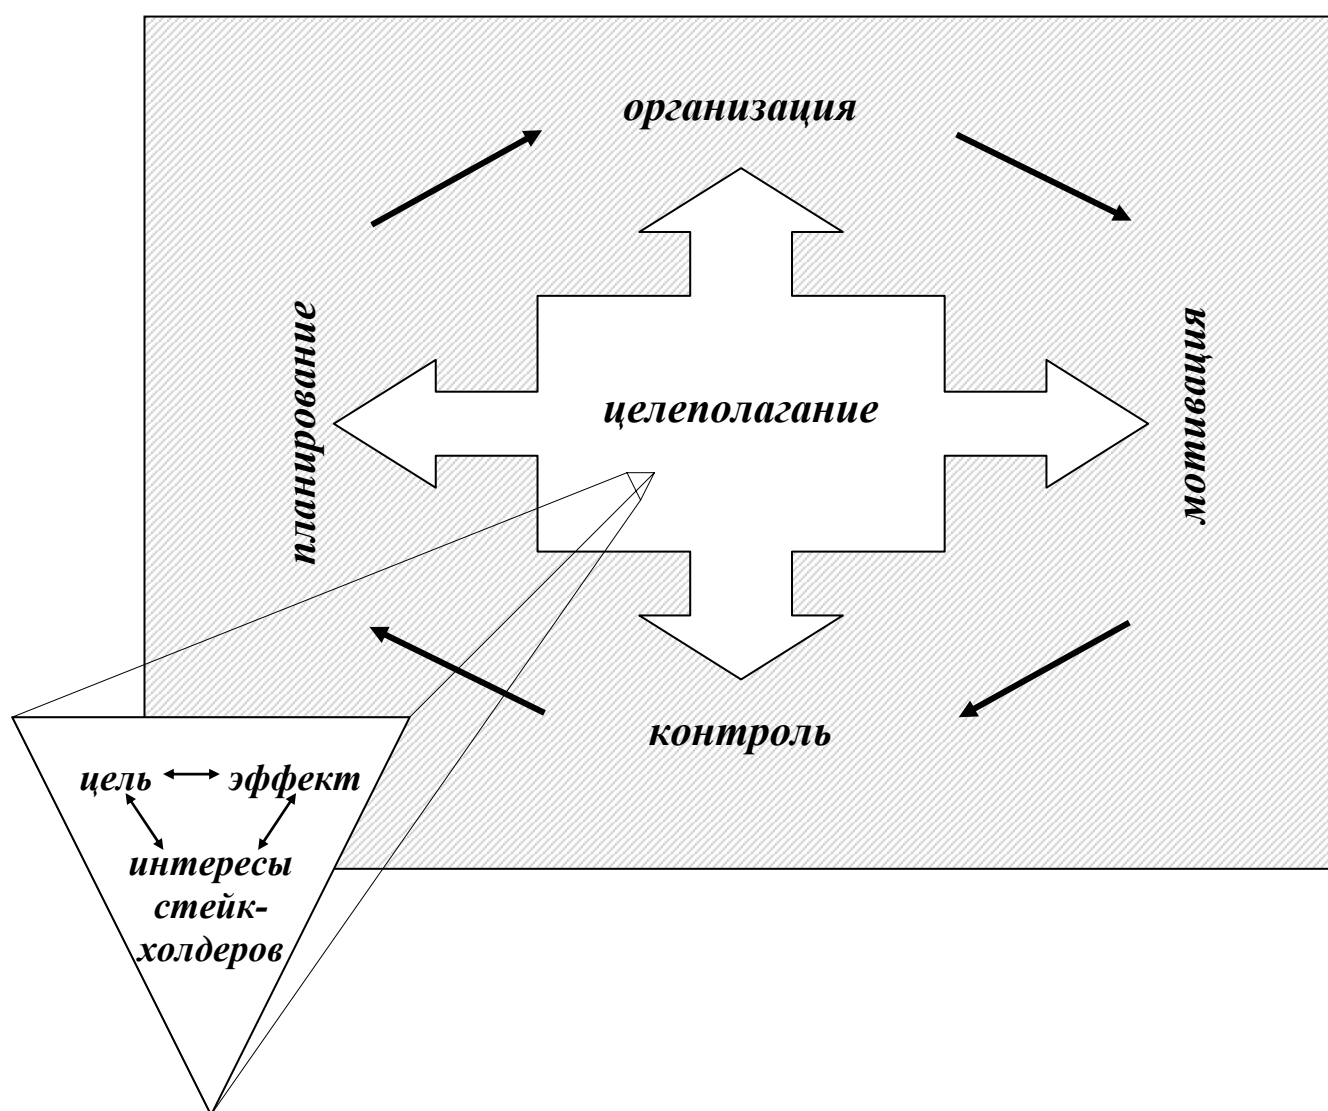 организация
планирование
целеполагание
мотивация
контроль
цель эффект
интересы
стейк-
холдеров